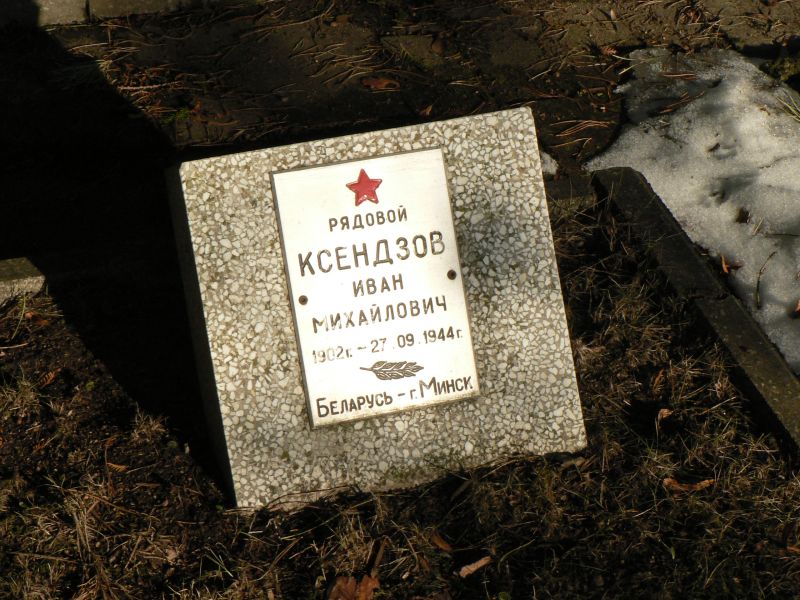 РЯДОВОЙ
КСЕНДЗОВ
ИВАН
МИХАЙЛОВИЧ
1902г. - 27.09.1944г.
БЕЛАРУСЬ - г. МИНСК